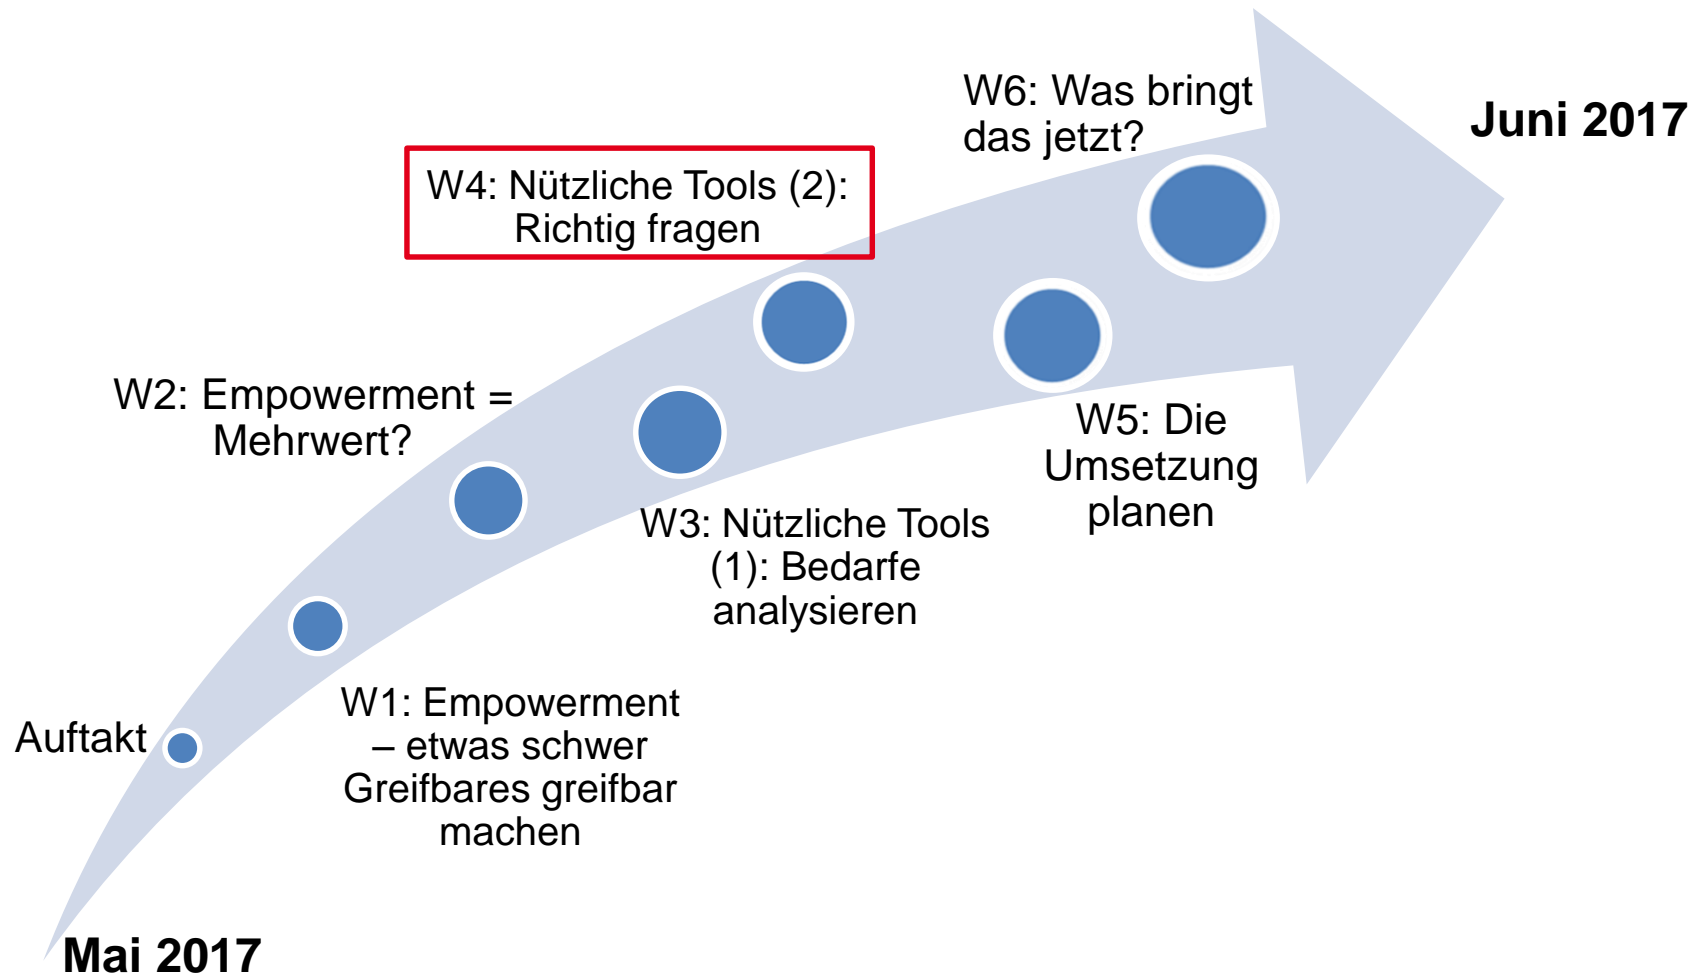 W6: Was bringt
das jetzt?
Juni 2017
W4: Nützliche Tools (2):
Richtig fragen
W2: Empowerment =
Mehrwert?
W5: Die
Umsetzung
planen
W3: Nützliche Tools
(1): Bedarfe
analysieren
W1: Empowerment
– etwas schwer
Greifbares greifbar
machen
Auftakt
Mai 2017